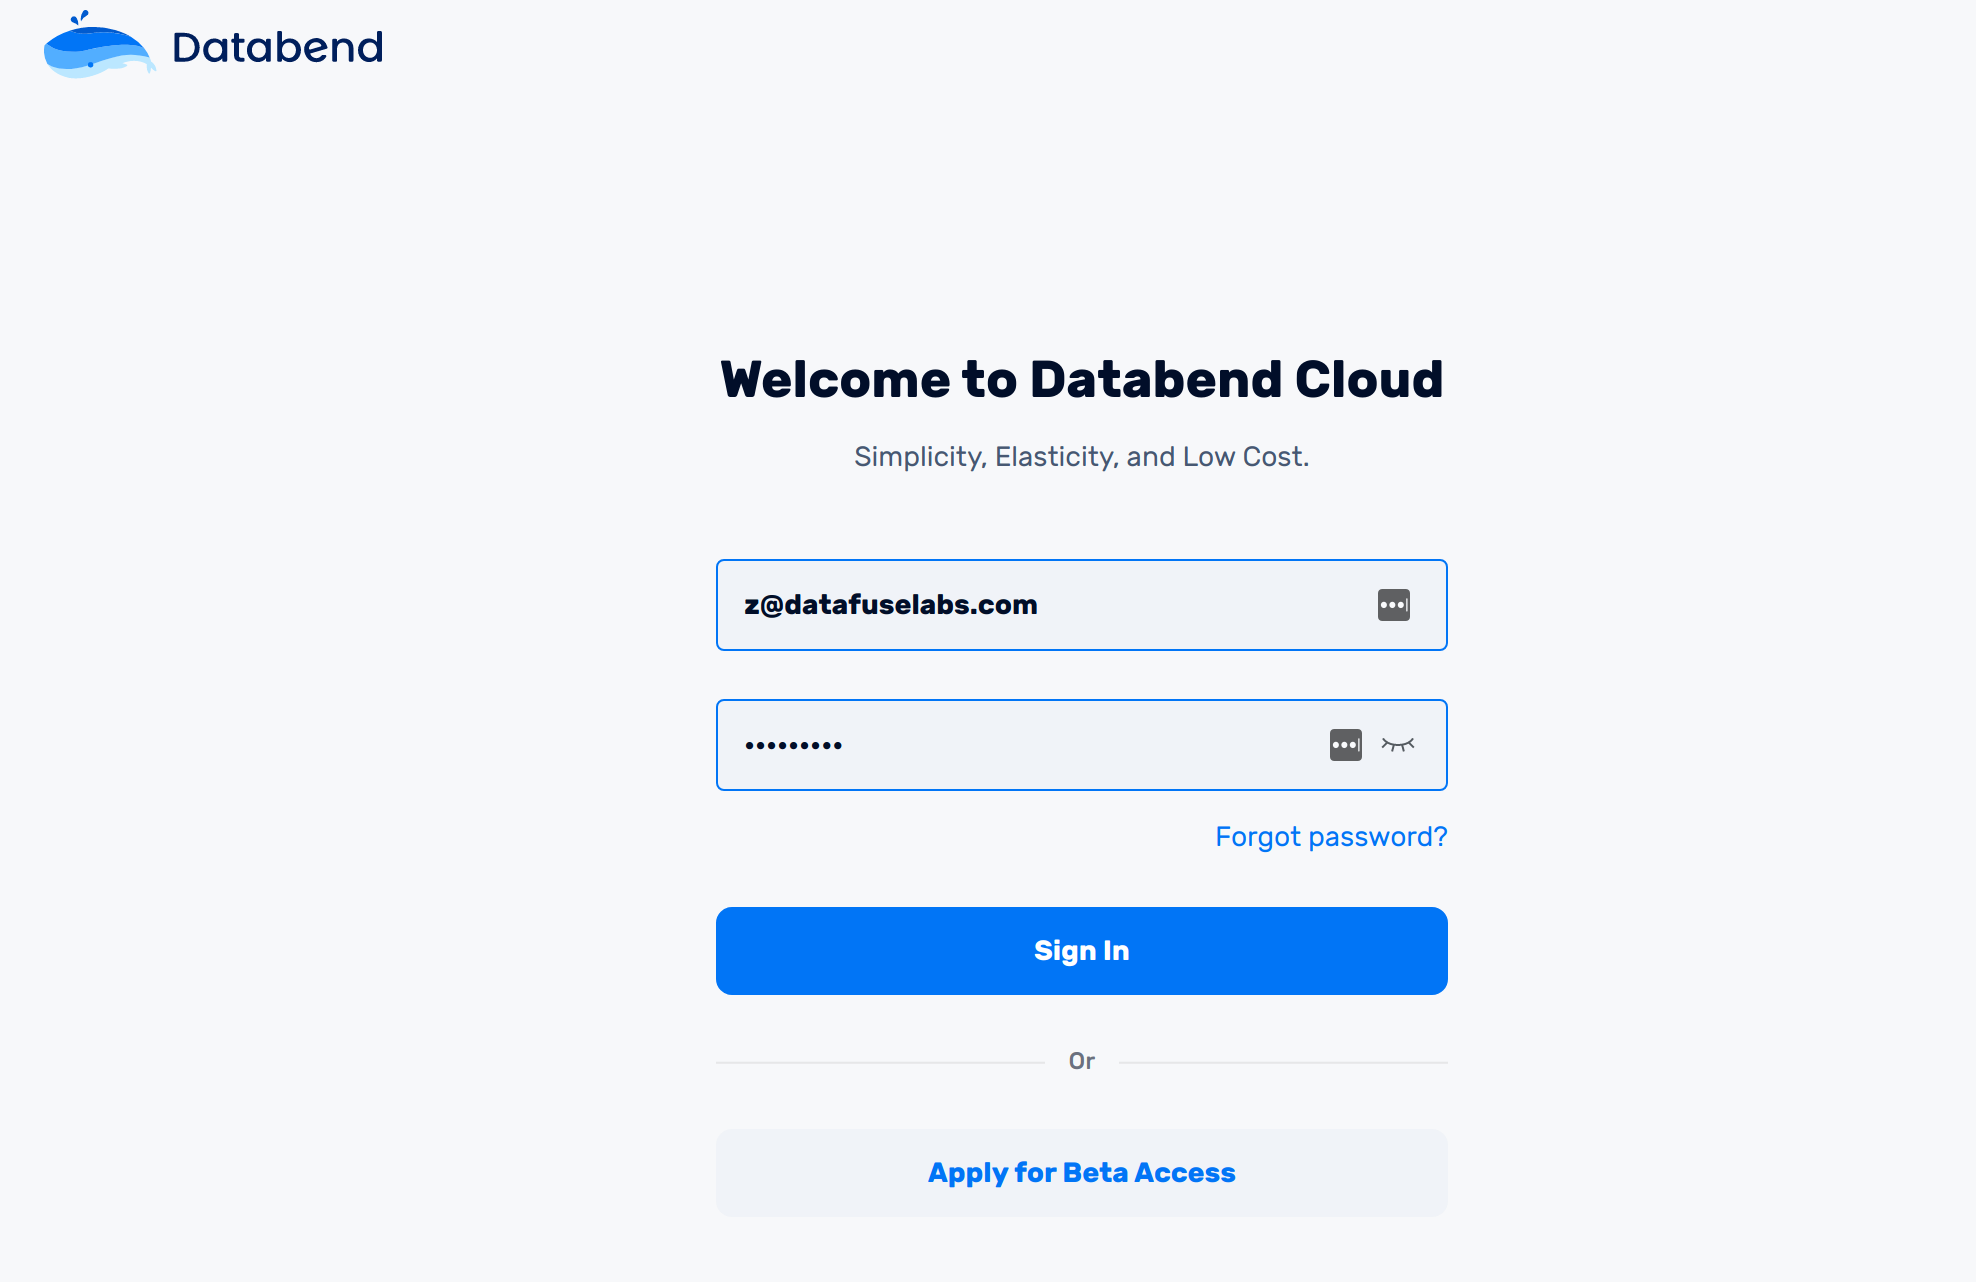 Databend
Welcome to Databend Cloud
Simplicity, Elasticity, and Low Cost.
z@datafuselabs.com
•••••••••
Forgot password?
Sign In
Or
Apply for Beta Access